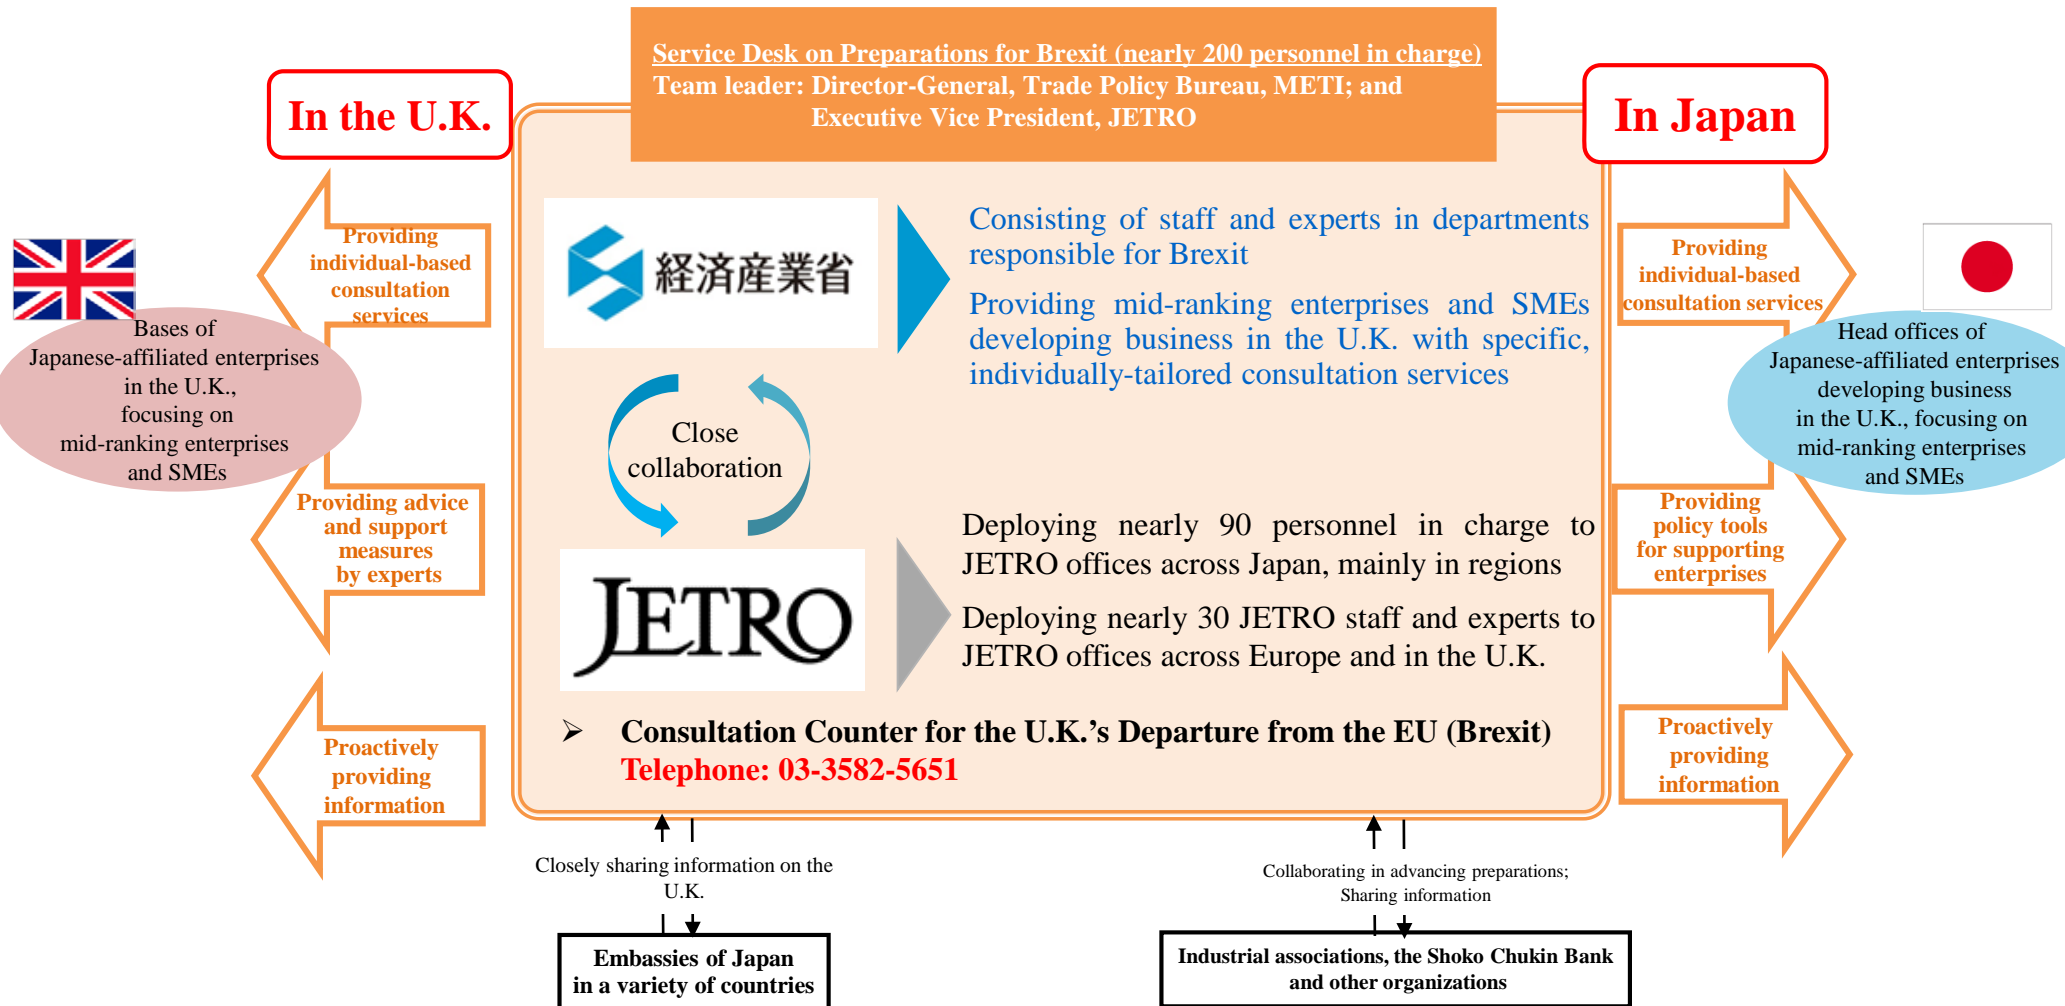 Service Desk on Preparations for Brexit (nearly 200 personnel in charge)
Team leader: Director-General, Trade Policy Bureau, METI; and
Executive Vice President, JETRO
In the U.K.
In Japan
Providing
individual-based
consultation
services
Bases of
Japanese-affiliated enterprises
in the U.K.,
focusing on
mid-ranking enterprises
and SMEs
Providing advice
and support
measures
by experts
Proactively
providing
information
経済産業省
Consisting of staff and experts in departments
responsible for Brexit
Providing mid-ranking enterprises and SMEs
developing business in the U.K. with specific,
individually-tailored consultation services
Close
collaboration
JETRO
Deploying nearly 90 personnel in charge to
JETRO offices across Japan, mainly in regions
Deploying nearly 30 JETRO staff and experts to
JETRO offices across Europe and in the U.K.
➢ Consultation Counter for the U.K.’s Departure from the EU (Brexit)
Telephone: 03-3582-5651
Providing
individual-based
consultation services
Head offices of
Japanese-affiliated enterprises
developing business
in the U.K., focusing on
mid-ranking enterprises
and SMEs
Providing
policy tools
for supporting
enterprises
Proactively
providing
information
Closely sharing information on the
U.K.
Embassies of Japan
in a variety of countries
Collaborating in advancing preparations;
Sharing information
Industrial associations, the Shoko Chukin Bank
and other organizations